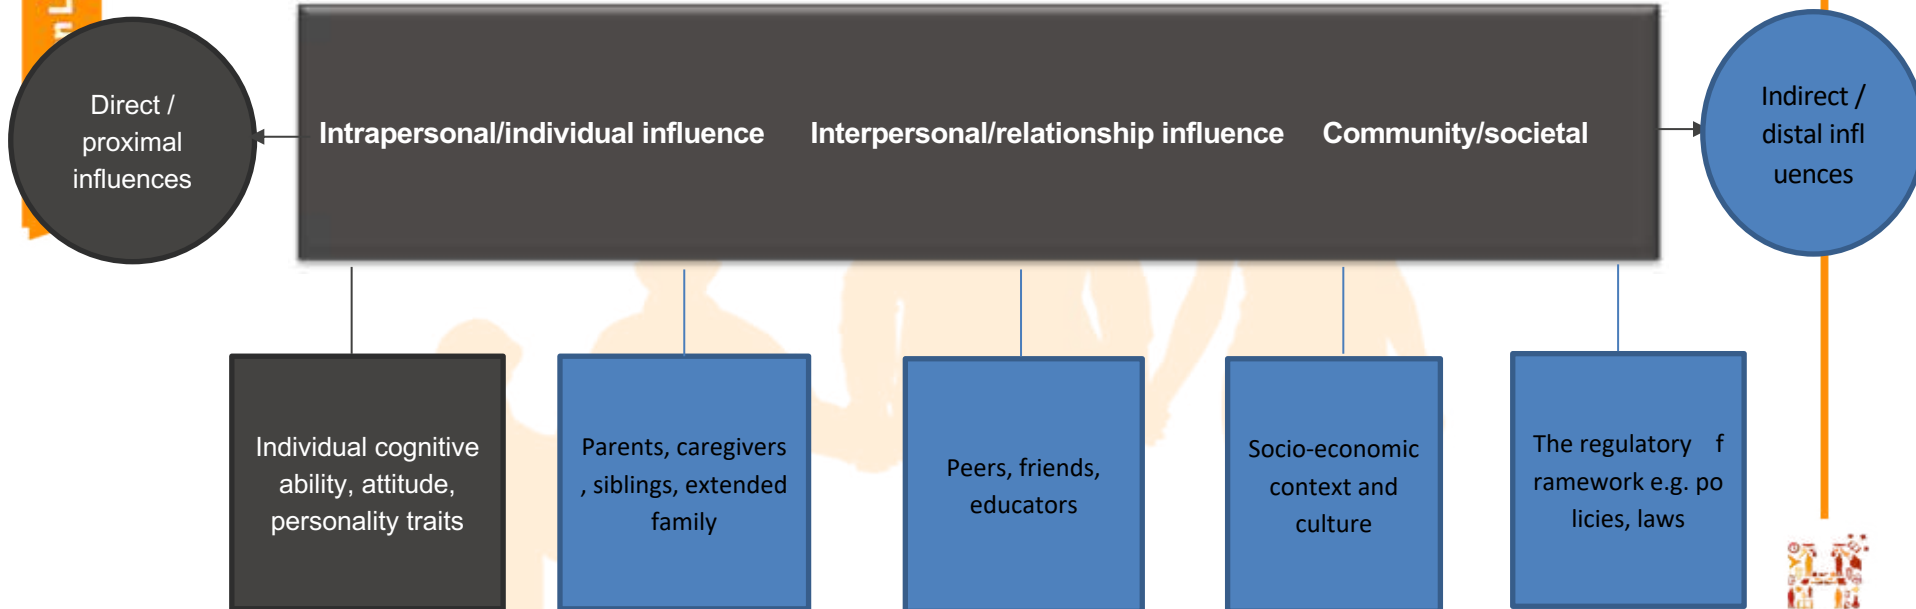 n L
Direct /
proximal
influences
Intrapersonal/individual influence Interpersonal/relationship influence Community/societal
Indirect /
distal infl
uences
Individual cognitive
ability, attitude,
personality traits
Parents, caregivers
, siblings, extended
family
Peers, friends,
educators
Socio-economic
context and
culture
The regulatory f
ramework e.g. po
licies, laws